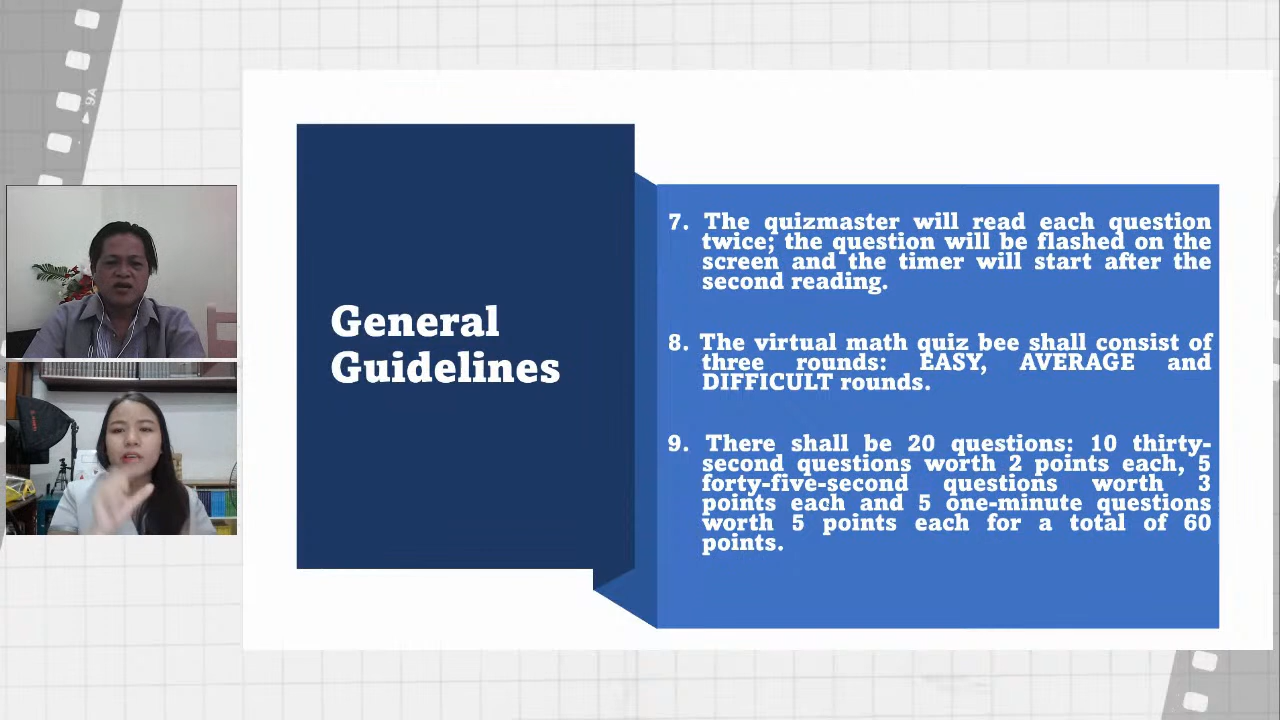 General
Guidelines
7. The quizmaster will read each question
twice; the question will be flashed on the
screen and the timer will start after the
second reading.
8. The virtual math quiz bee shall consist of
three rounds: EASY, AVERAGE and
DIFFICULT rounds.
9. There shall be 20 questions: 10 thirty-
second questions worth 2 points each, 5
forty-five-second questions worth 3
points each and 5 one-minute questions
worth 5 points each for a total of 60
points.
9A